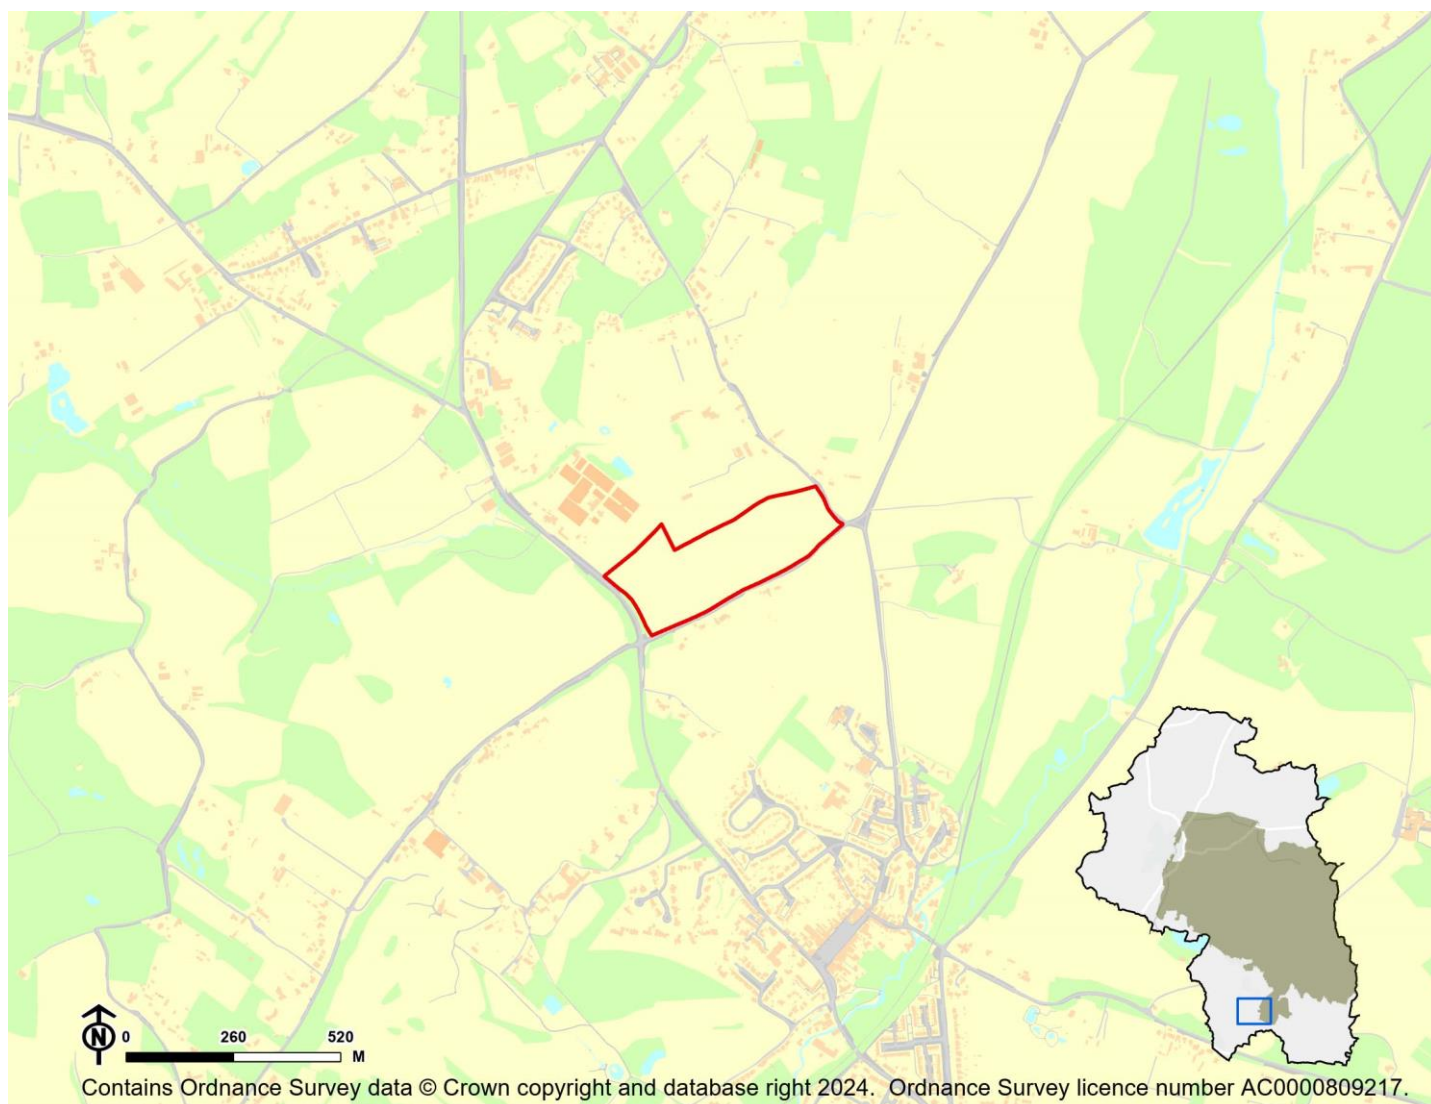 N
0 260 520
M
Contains Ordnance Survey data © Crown copyright and database right 2024. Ordnance Survey licence number AC0000809217.